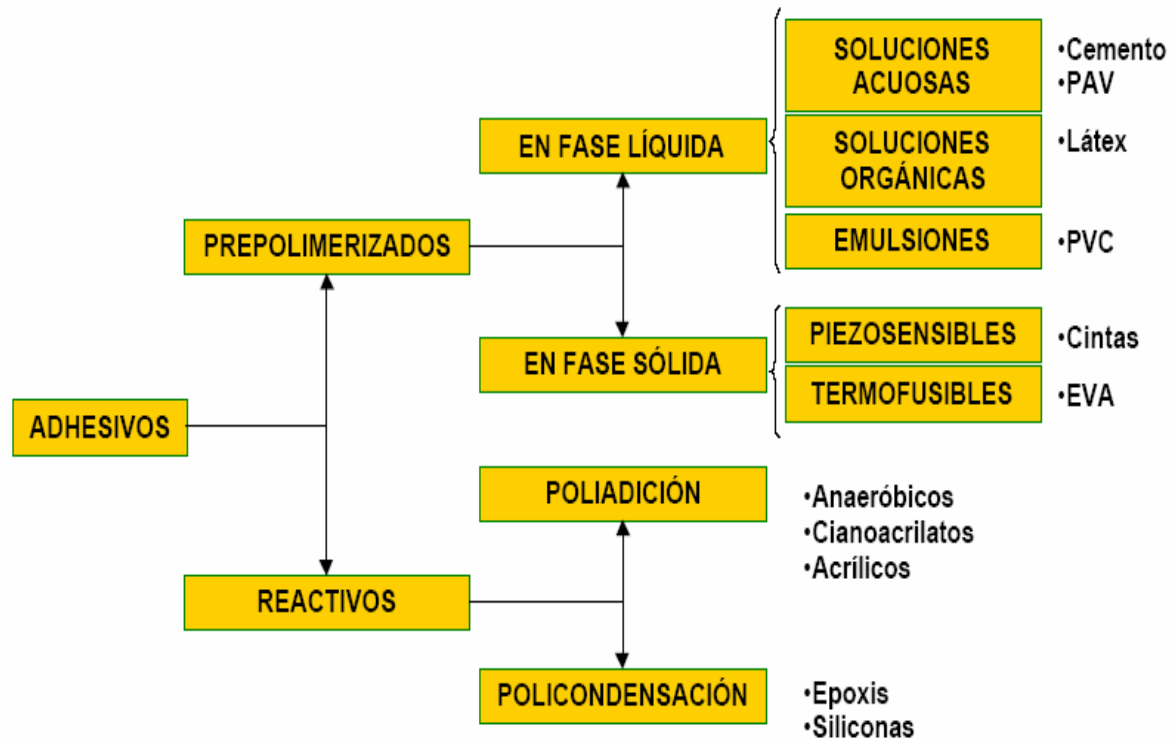 SOLUCIONES
ACUOSAS
•Cemento
•PAV
EN FASE LÍQUIDA
SOLUCIONES
ORGÁNICAS
•Látex
PREPOLIMERIZADOS
EMULSIONES
•PVC
EN FASE SÓLIDA
PIEZOSENSIBLES
•Cintas
TERMOFUSIBLES
•EVA
ADHESIVOS
POLIADICIÓN
•Anaeróbicos
•Cianoacrilatos
•Acrílicos
REACTIVOS
POLICONDENSACIÓN
•Epoxis
•Siliconas